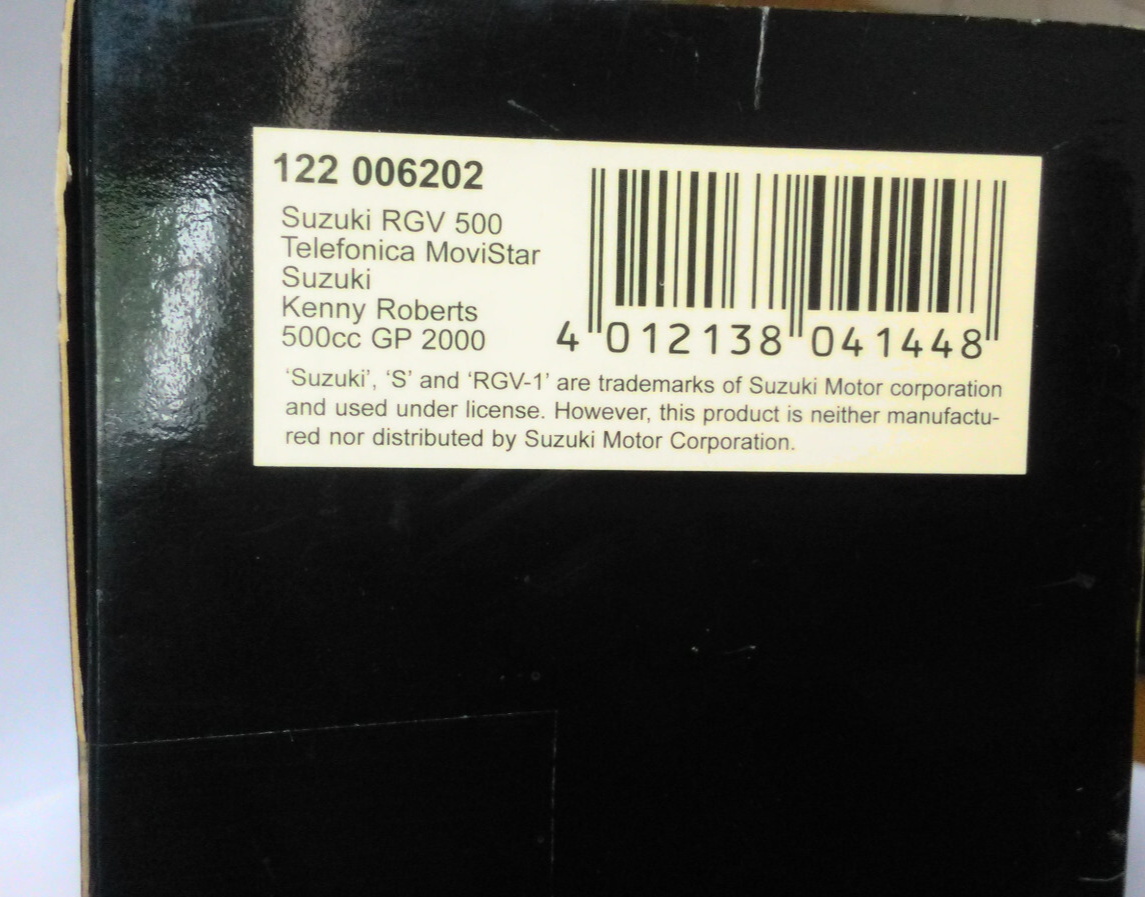 122 006202
Suzuki RGV 500
Telefonica MoviStar
Suzuki
Kenny Roberts
500cc GP 2000
4 012138 041448
‘Suzuki’, ‘S’ and ‘RGV-1’ are trademarks of Suzuki Motor corporation
and used under license. However, this product is neither manufactu-
red nor distributed by Suzuki Motor Corporation.